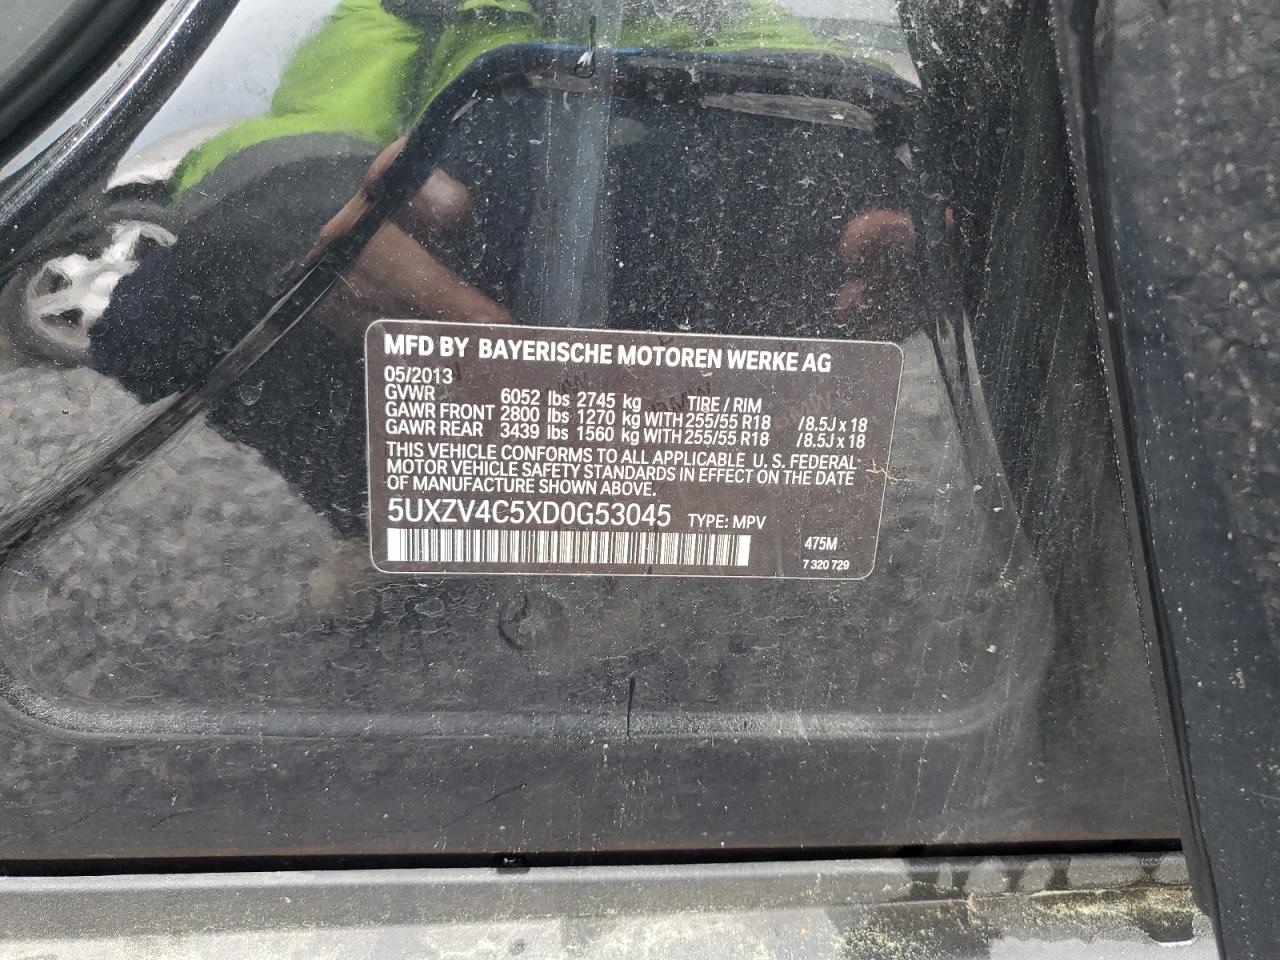 MFD BY BAYERISCHE MOTOREN WERKE AG
05/2013
GVWR 6052 lbs 2745 kg TIRE / RIM
GAWR FRONT 2800 lbs 1270 kg WITH 255/55 R18 /8.5J x 18
GAWR REAR 3439 lbs 1560 kg WITH 255/55 R18 /8.5J x 18
THIS VEHICLE CONFORMS TO ALL APPLICABLE U.S. FEDERAL
MOTOR VEHICLE SAFETY STANDARDS IN EFFECT ON THE DATE
OF MANUFACTURE SHOWN ABOVE.
5UXZV4C5XD0G53045 TYPE: MPV
475M
7 320 729